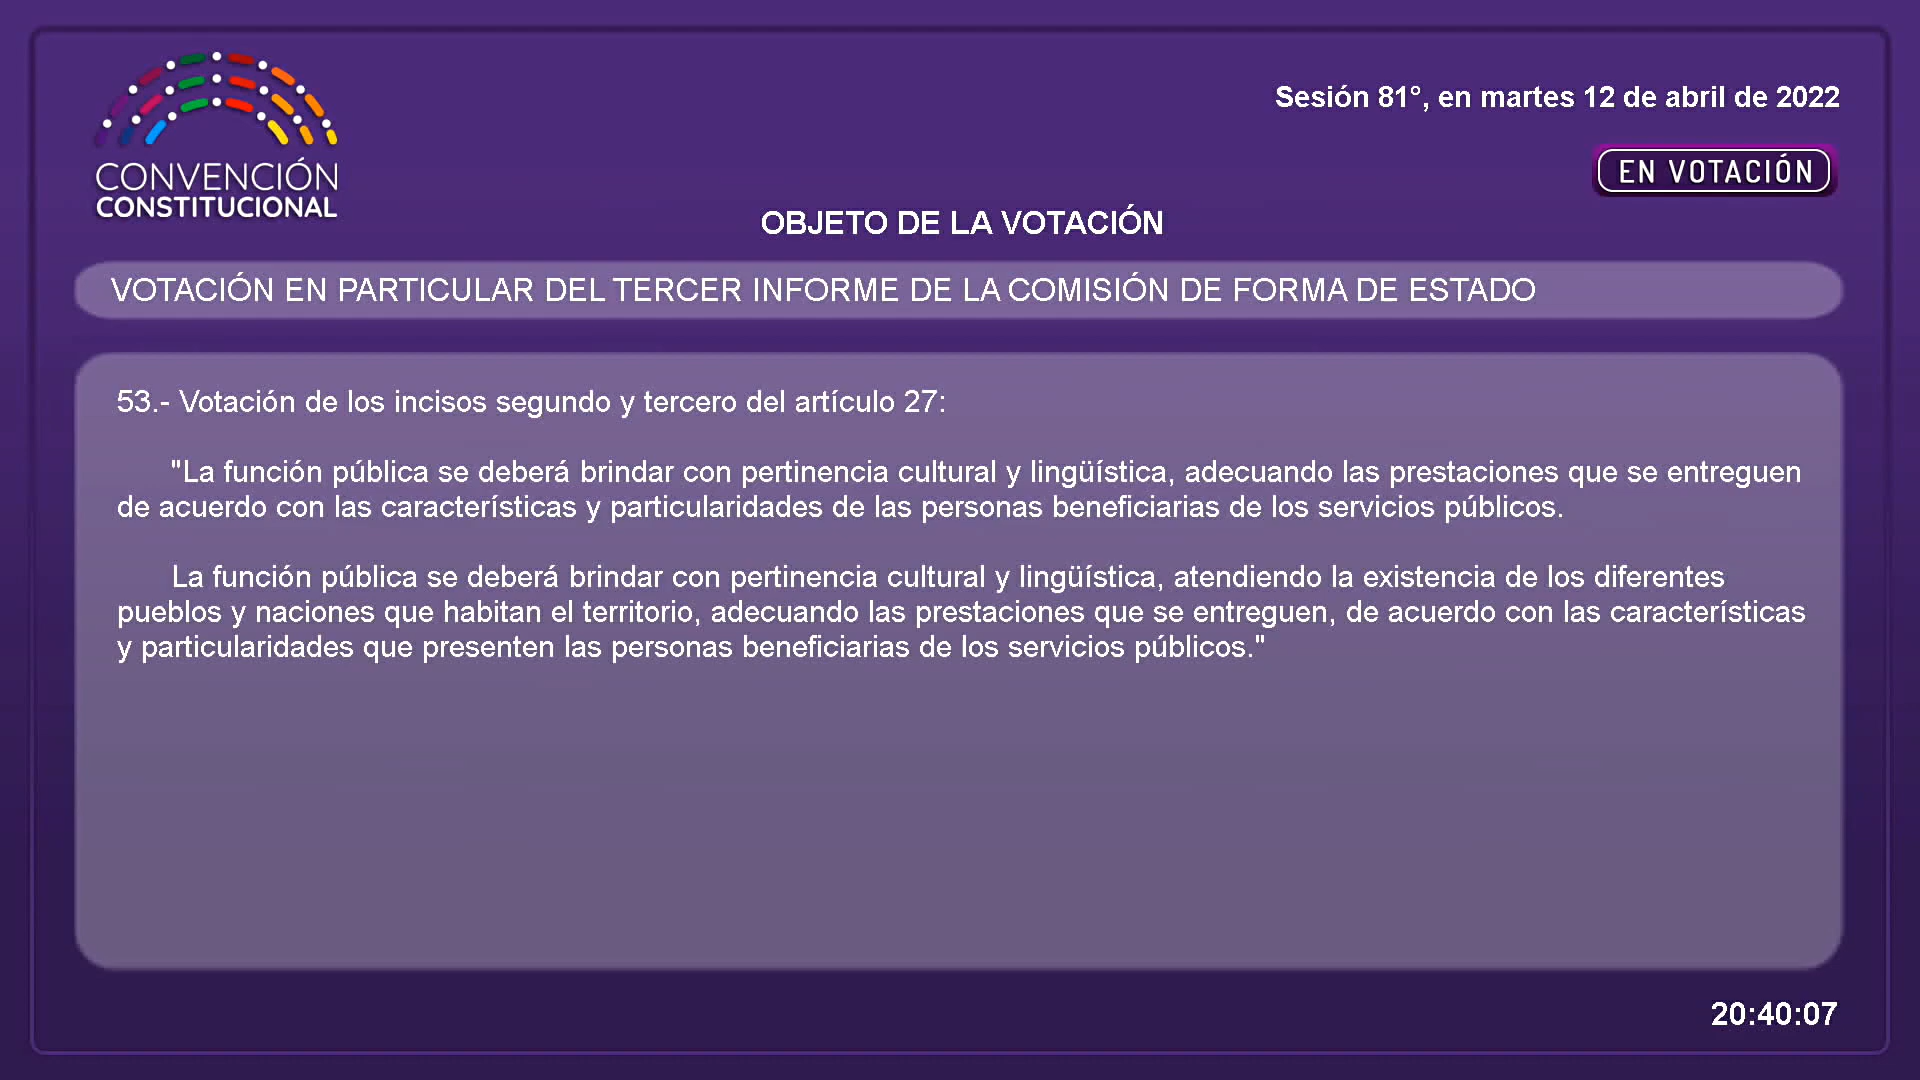 CONVENCIÓN
CONSTITUCIONAL
Sesión 81°, en martes 12 de abril de 2022
EN VOTACIÓN
OBJETO DE LA VOTACIÓN
VOTACIÓN EN PARTICULAR DEL TERCER INFORME DE LA COMISIÓN DE FORMA DE ESTADO
53.- Votación de los incisos segundo y tercero del artículo 27:
"La función pública se deberá brindar con pertinencia cultural y lingüística, adecuando las prestaciones que se entreguen
de acuerdo con las características y particularidades de las personas beneficiarias de los servicios públicos.
La función pública se deberá brindar con pertinencia cultural y lingüística, atendiendo la existencia de los diferentes
pueblos y naciones que habitan el territorio, adecuando las prestaciones que se entreguen, de acuerdo con las características
y particularidades que presenten las personas beneficiarias de los servicios públicos."
20:40:07